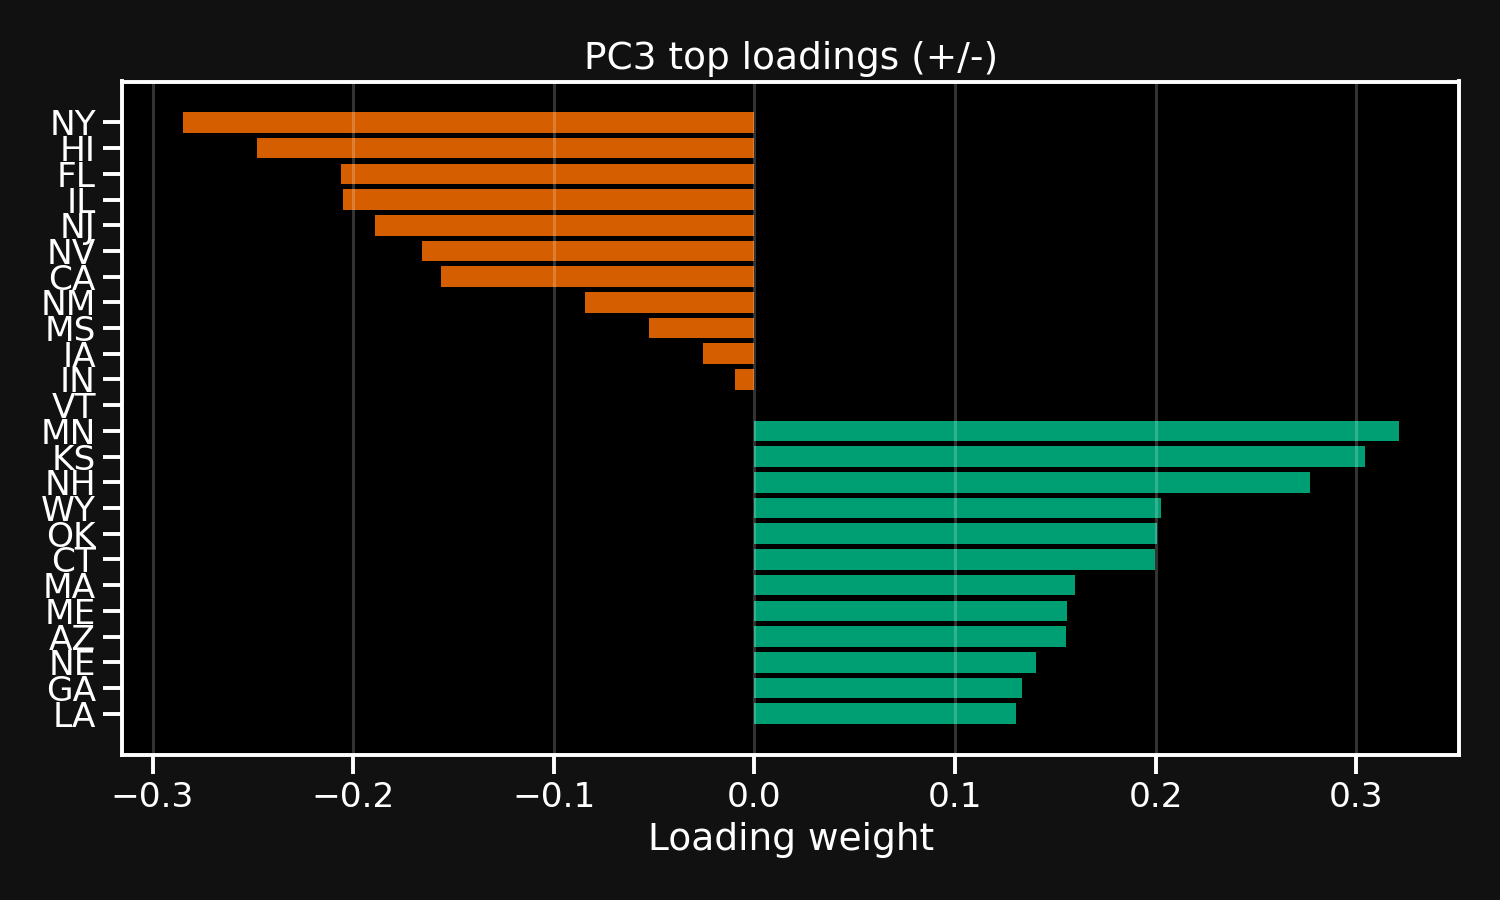 PC3 top loadings (+/-)
NY
HI
FL
IL
NJ
NV
CA
NM
MS
IA
IN
VT
MN
KS
NH
WY
OK
CT
MA
ME
AZ
NE
GA
LA
−0.3 −0.2 −0.1 0.0 0.1 0.2 0.3
Loading weight